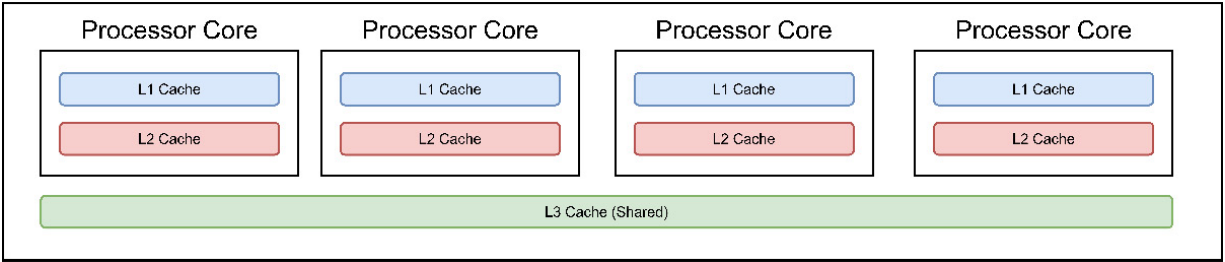 Processor Core Processor Core Processor Core Processor Core
L1 Cache L1 Cache L1 Cache L1 Cache
L2 Cache L2 Cache L2 Cache L2 Cache
L3 Cache (Shared)